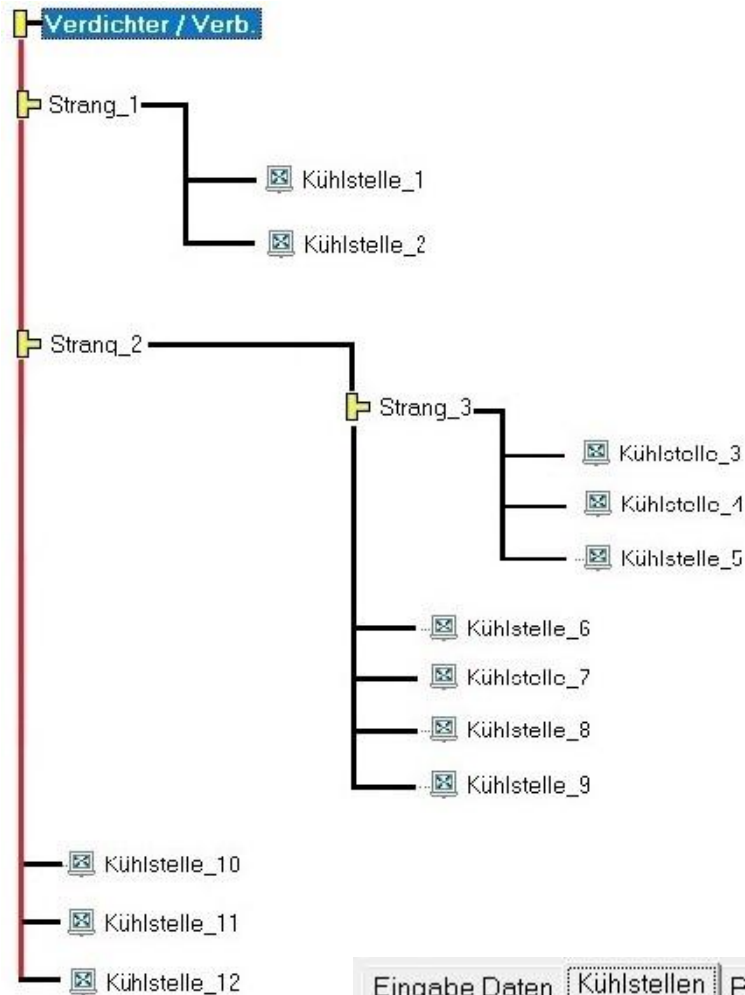 Verdichter / Verb.
Strang_1
Kühlstelle_1
Kühlstelle_2
Strang_2
Strang_3
Kühlstelle_3
Kühlstelle_4
Kühlstelle_5
Kühlstelle_6
Kühlstelle_7
Kühlstelle_8
Kühlstelle_9
Kühlstelle_10
Kühlstelle_11
Kühlstelle_12
Eingabe Daten Kühlstellen